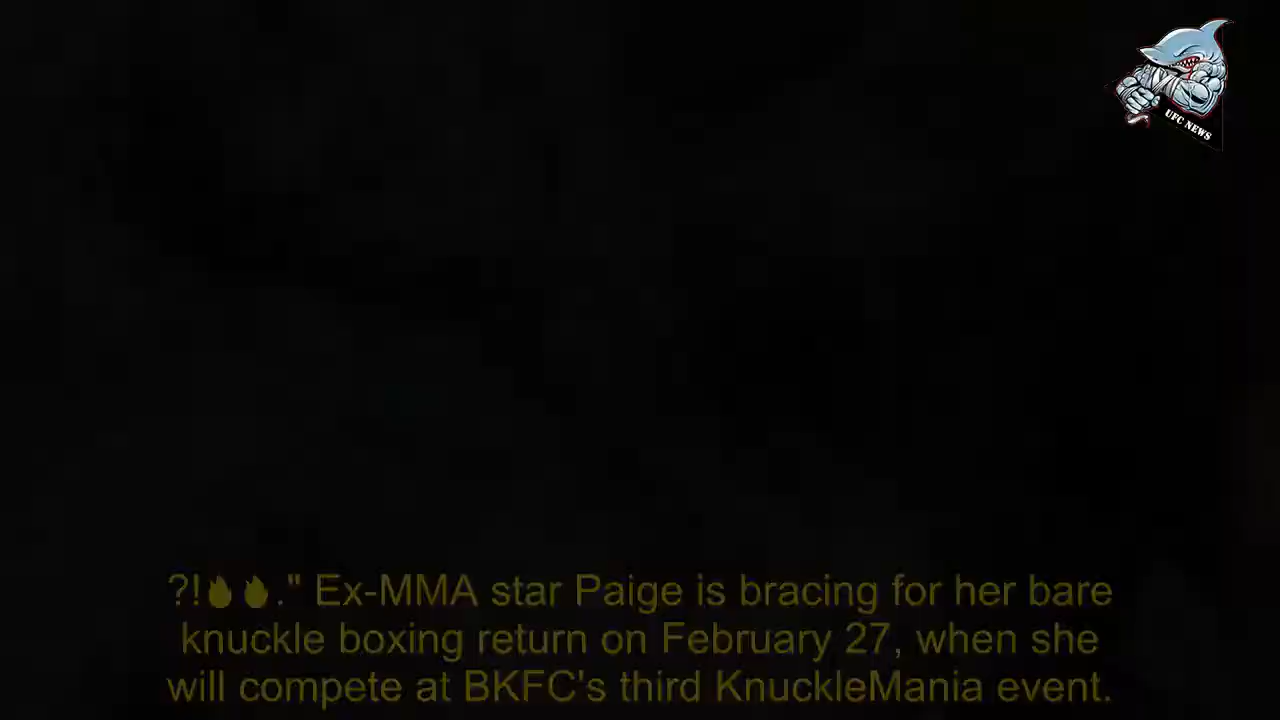 UFC NEWS
?!🔥🔥." Ex-MMA star Paige is bracing for her bare
knuckle boxing return on February 27, when she
will compete at BKFC's third KnuckleMania event.